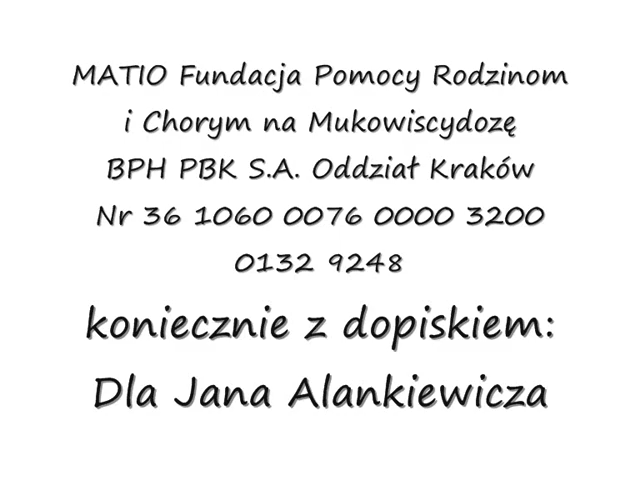 MATIO Fundacja Pomocy Rodzinom
i Chorym na Mukowiscydozę
BPH PBK S.A. Oddział Kraków
Nr 36 1060 0076 0000 3200
0132 9248
koniecznie z dopiskiem:
Dla Jana Alankiewicza